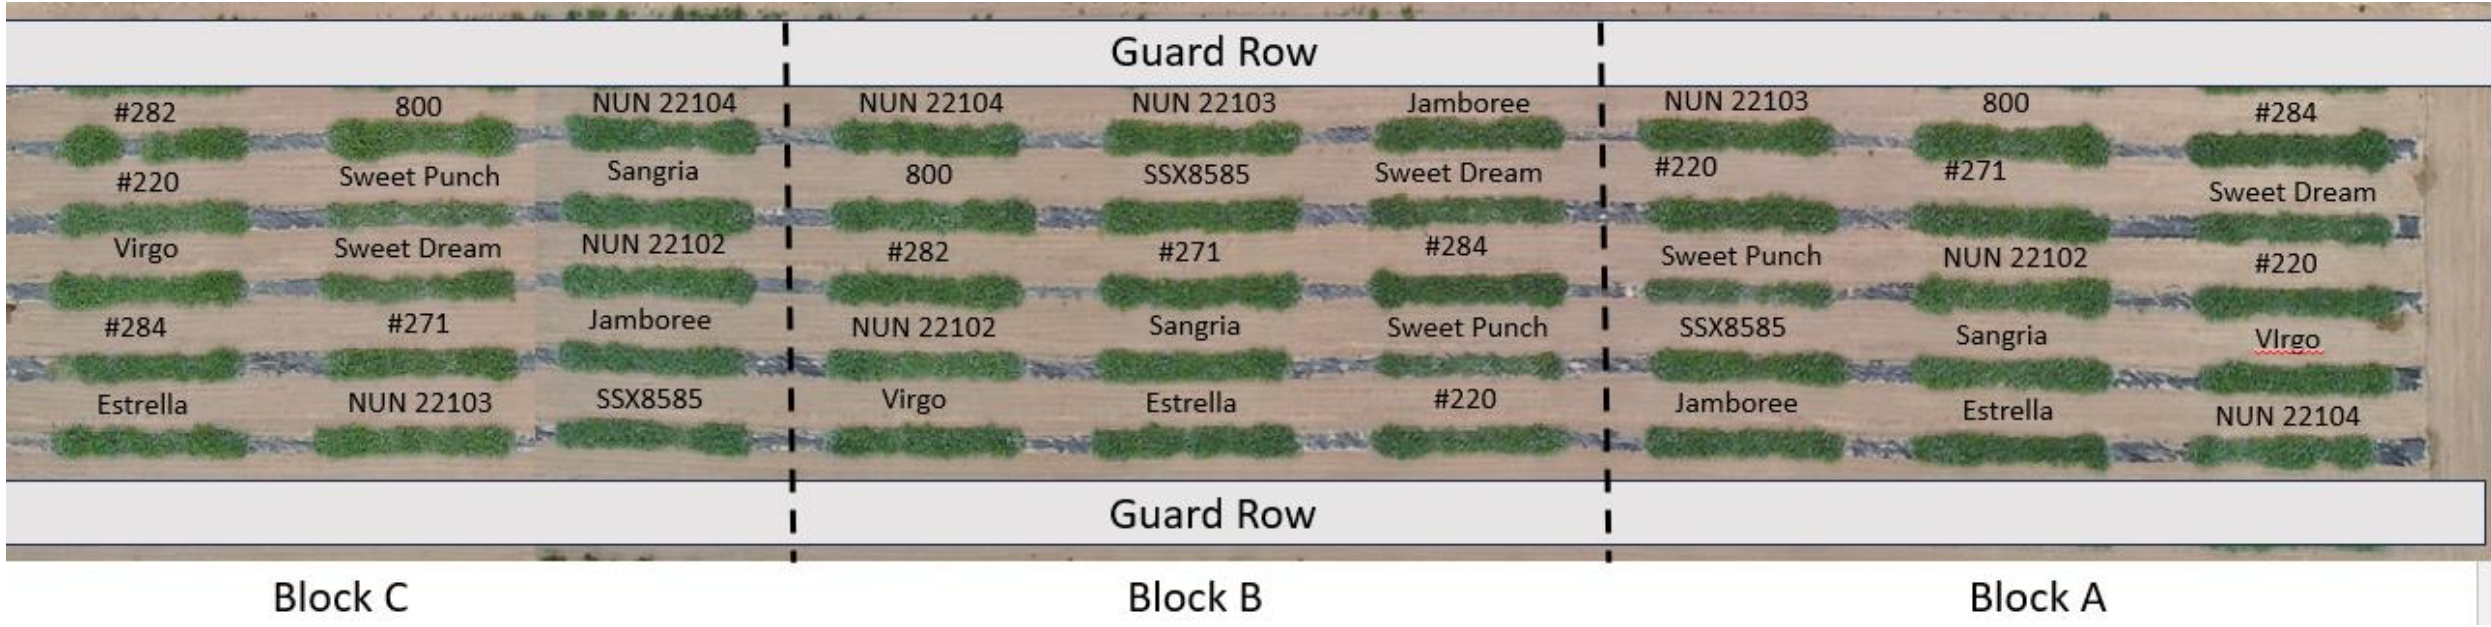 Guard Row
#282 800 NUN 22104 NUN 22104 NUN 22103 Jamboree NUN 22103 800 #284
#220 Sweet Punch Sangria 800 SSX8585 Sweet Dream #220 #271 Sweet Dream
Virgo Sweet Dream NUN 22102 #282 #271 #284 Sweet Punch NUN 22102 #220
#284 #271 Jamboree NUN 22102 Sangria Sweet Punch SSX8585 Sangria VIrgo
Estrella NUN 22103 SSX8585 Virgo Estrella #220 Jamboree Estrella NUN 22104
Guard Row
Block C Block B Block A